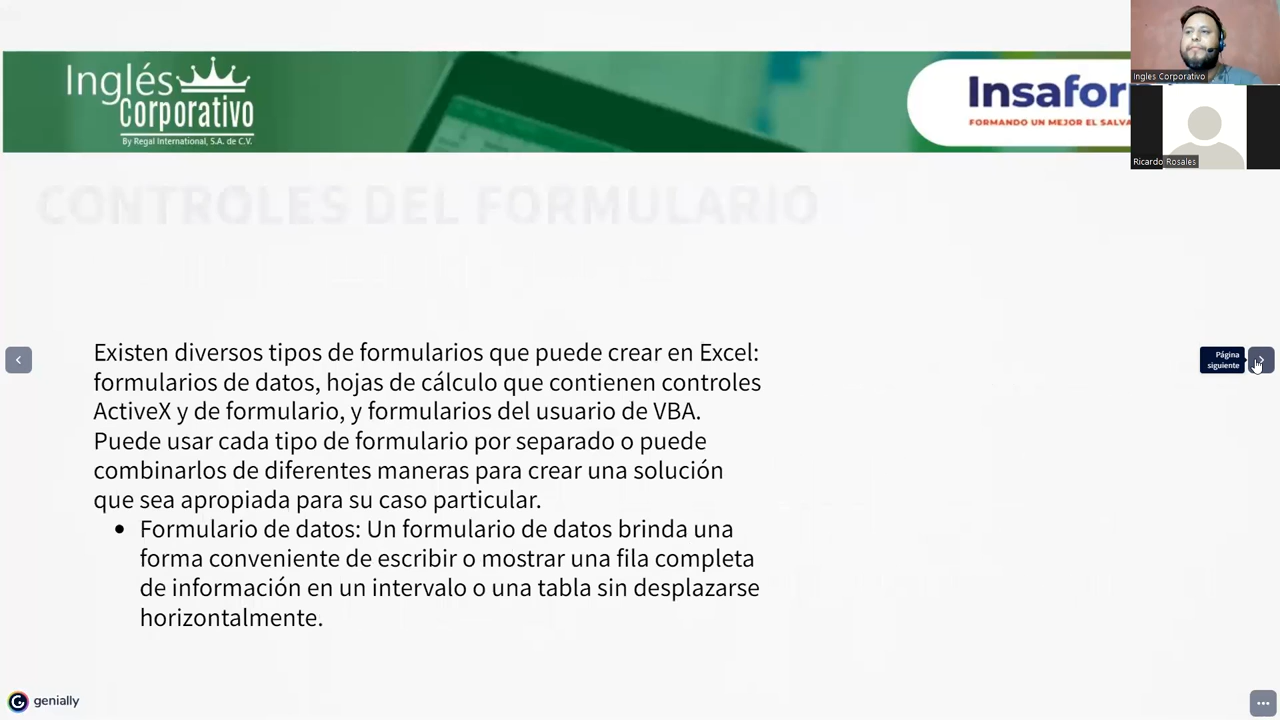 Inglés
Corporativo
By Regal International, S.A. de C.V.
Insafor
FORMANDO UN MEJOR EL SALVA
Ingles Corporativo
Ricardo Rosales
CONTROLES DEL FORMULARIO
Existen diversos tipos de formularios que puede crear en Excel:
formularios de datos, hojas de cálculo que contienen controles
ActiveX y de formulario, y formularios del usuario de VBA.
Puede usar cada tipo de formulario por separado o puede
combinarlos de diferentes maneras para crear una solución
que sea apropiada para su caso particular.
• Formulario de datos: Un formulario de datos brinda una
forma conveniente de escribir o mostrar una fila completa
de información en un intervalo o una tabla sin desplazarse
horizontalmente.
Página
siguiente
genially